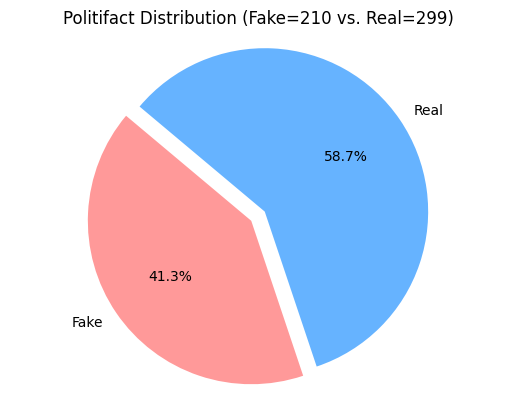 Politifact Distribution (Fake=210 vs. Real=299)
Real
58.7%
41.3%
Fake